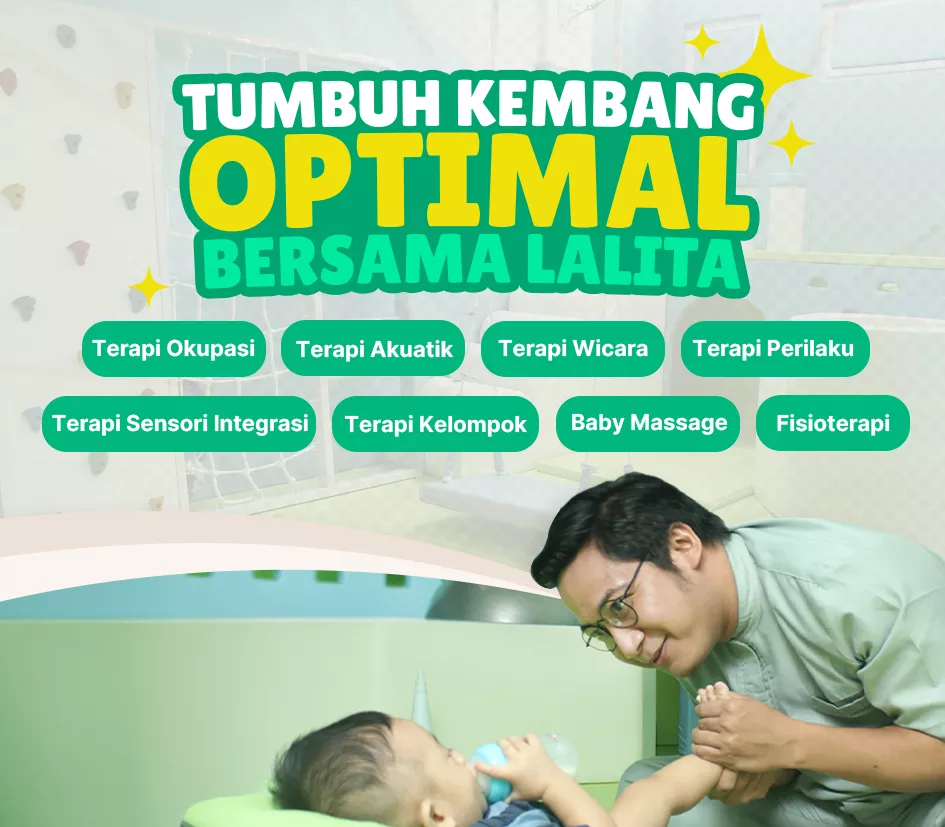 TUMBUH KEMBANG
OPTIMAL
BERSAMA LALITA
Terapi Okupasi
Terapi Akuatik
Terapi Wicara
Terapi Perilaku
Terapi Sensori Integrasi
Terapi Kelompok
Baby Massage
Fisioterapi